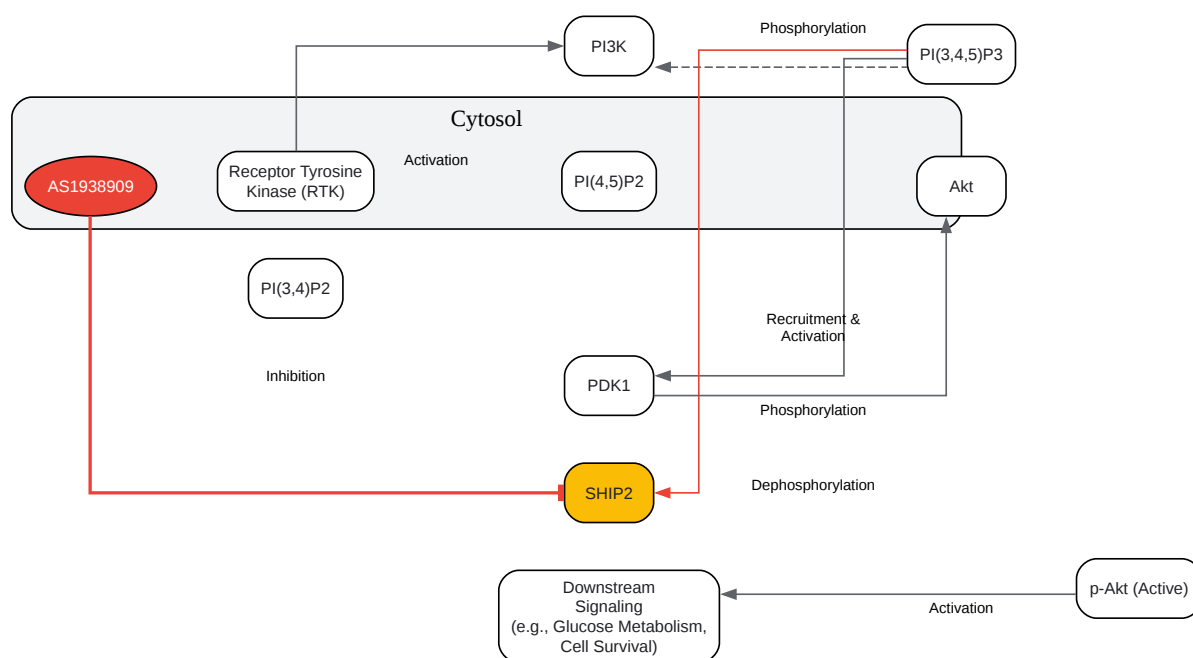 Phosphorylation
PI3K
PI(3,4,5)P3
Cytosol
Activation
AS1938909
Receptor Tyrosine
Kinase (RTK)
PI(4,5)P2
Akt
PI(3,4)P2
Recruitment &
Activation
Inhibition
PDK1
Phosphorylation
SHIP2
Dephosphorylation
Downstream
Signaling
(e.g., Glucose Metabolism,
Cell Survival)
Activation
p-Akt (Active)